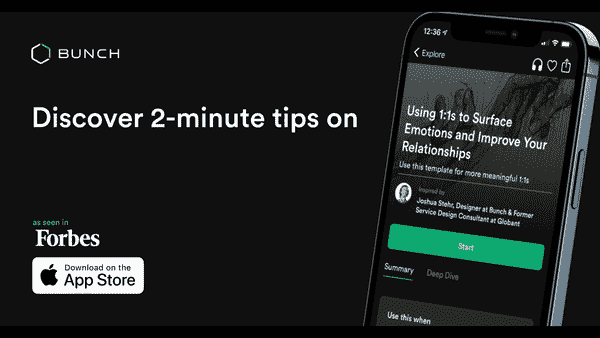 BUNCH
Discover 2-minute tips on
as seen in
Forbes
Download on the
App Store
12:36
Explore
Using 1:1s to Surface
Emotions and Improve Your
Relationships
Use this template for more meaningful 1:1s
Inspired by
Joshua Stehr, Designer at Bunch & Former
Service Design Consultant at Globant
Start
Summary
Deep Dive
Use this when